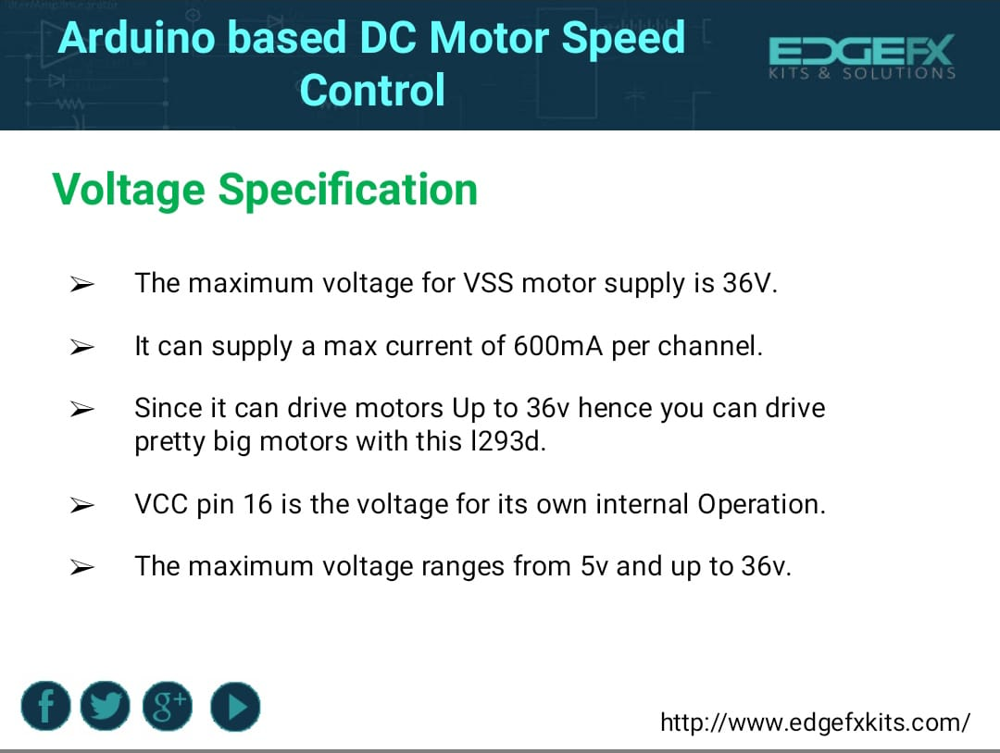 Arduino based DC Motor Speed
Control
EDGEFX
KITS & SOLUTIONS
Voltage Specification
➢ The maximum voltage for VSS motor supply is 36V.
➢ It can supply a max current of 600mA per channel.
➢ Since it can drive motors Up to 36v hence you can drive
pretty big motors with this l293d.
➢ VCC pin 16 is the voltage for its own internal Operation.
➢ The maximum voltage ranges from 5v and up to 36v.
http://www.edgefxkits.com/